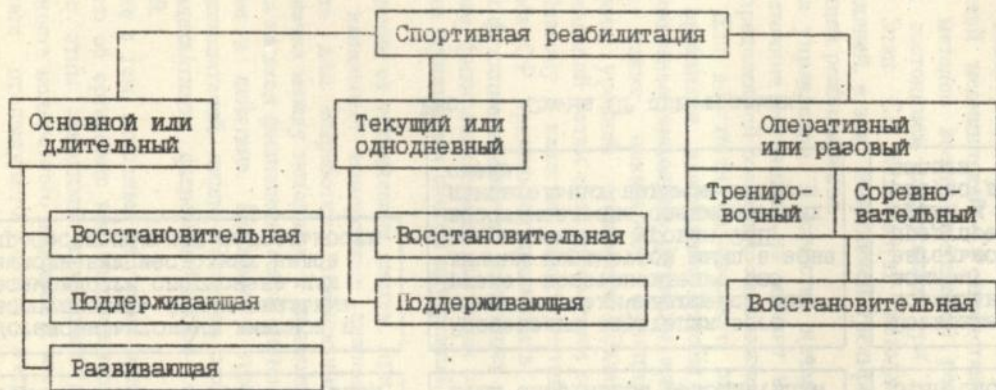 Спортивная реабилитация
Основной или
длительный
Текущий или
однодневный
Оперативный
или разовый
Трениро-
вочный
Соревно-
вательный
Восстановительная
Восстановительная
Поддерживающая
Поддерживающая
Восстановительная
Развивающая